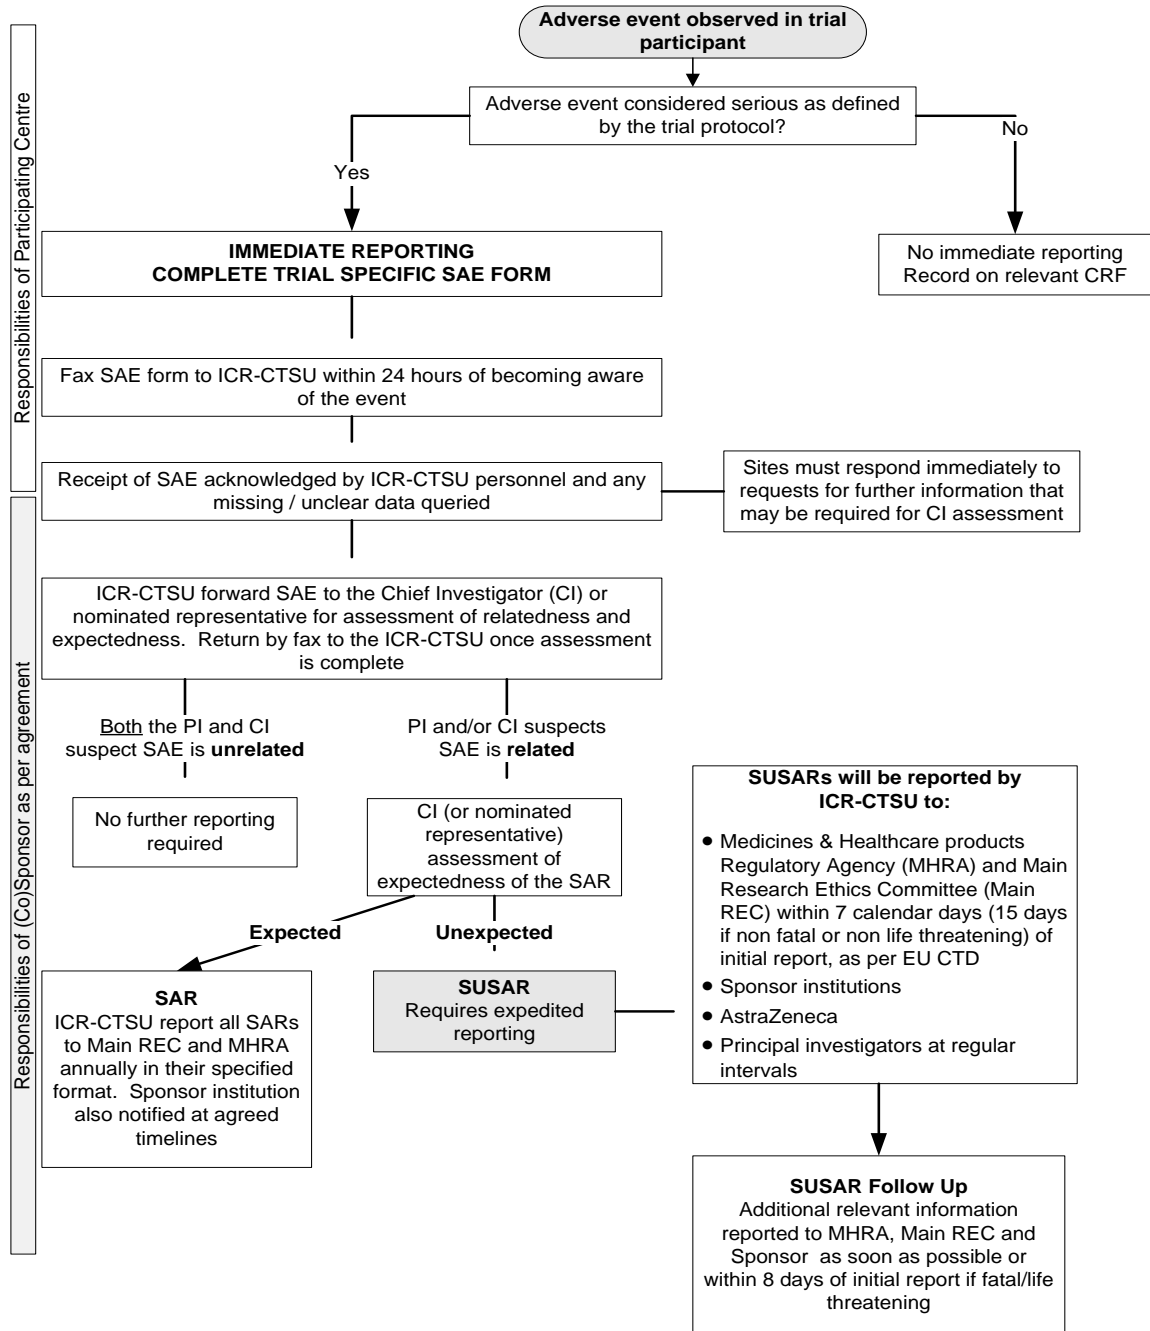 Adverse event observed in trial
participant
Adverse event considered serious as defined
by the trial protocol?
No
Yes
IMMEDIATE REPORTING
COMPLETE TRIAL SPECIFIC SAE FORM
No immediate reporting
Record on relevant CRF
Responsibilities of Participating Centre
Fax SAE form to ICR-CTSU within 24 hours of becoming aware
of the event
Receipt of SAE acknowledged by ICR-CTSU personnel and any
missing / unclear data queried
Sites must respond immediately to
requests for further information that
may be required for CI assessment
Responsibilities of (Co)Sponsor as per agreement
ICR-CTSU forward SAE to the Chief Investigator (CI) or
nominated representative for assessment of relatedness and
expectedness.  Return by fax to the ICR-CTSU once assessment
is complete
Both the PI and CI
suspect SAE is unrelated
PI and/or CI suspects
SAE is related
No further reporting
required
CI (or nominated
representative)
assessment of
expectedness of the SAR
Expected
Unexpected
SAR
ICR-CTSU report all SARs
to Main REC and MHRA
annually in their specified
format.  Sponsor institution
also notified at agreed
timelines
SUSAR
Requires expedited
reporting
SUSARs will be reported by
ICR-CTSU to:
• Medicines & Healthcare products
Regulatory Agency (MHRA) and Main
Research Ethics Committee (Main
REC) within 7 calendar days (15 days
if non fatal or non life threatening) of
initial report, as per EU CTD
• Sponsor institutions
• AstraZeneca
• Principal investigators at regular
intervals
SUSAR Follow Up
Additional relevant information
reported to MHRA, Main REC and
Sponsor  as soon as possible or
within 8 days of initial report if fatal/life
threatening